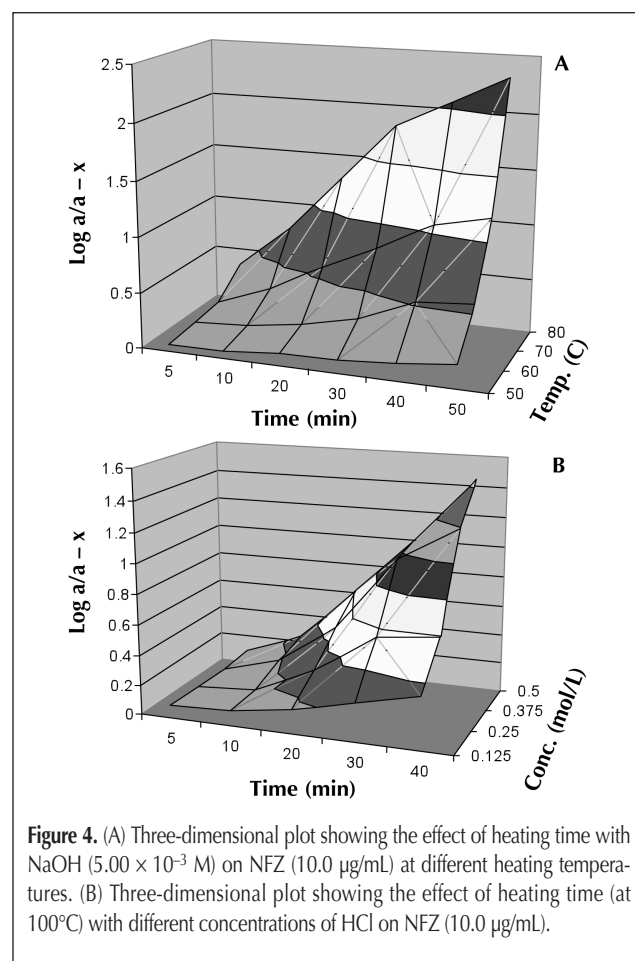 A
2.5
2
1.5
1
0.5
0
Log a/a – x
5
10
20
30
40
50
Time (min)
80
70
60
50
Temp. (C)
B
1.6
1.4
1.2
1
0.8
0.6
0.4
0.2
0
Log a/a – x
5
10
20
30
40
Time (min)
0.5
0.375
0.25
0.125
Conc. (mol/L)
Figure 4. (A) Three-dimensional plot showing the effect of heating time with
NaOH (5.00 × 10⁻³ M) on NFZ (10.0 µg/mL) at different heating tempera-
tures. (B) Three-dimensional plot showing the effect of heating time (at
100°C) with different concentrations of HCl on NFZ (10.0 µg/mL).